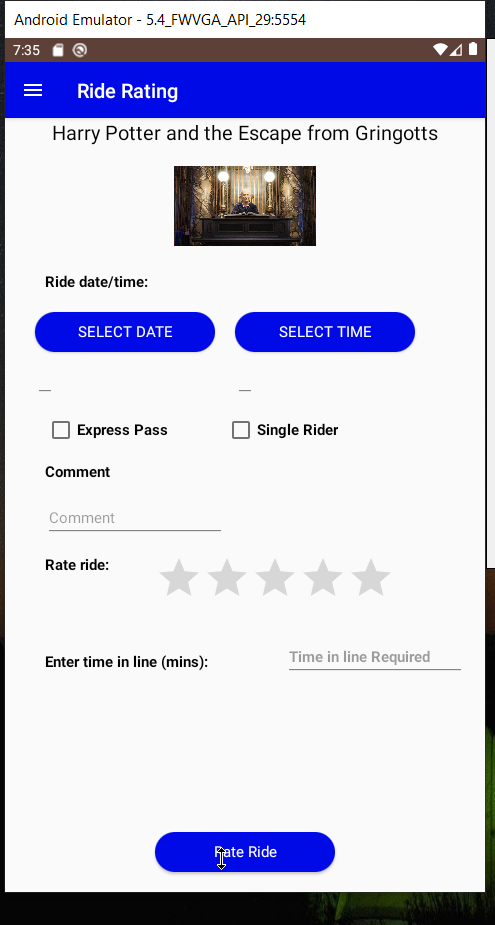 Android Emulator - 5.4_FWVGA_API_29:5554
7:35
Ride Rating
Harry Potter and the Escape from Gringotts
Ride date/time:
SELECT DATE SELECT TIME
Express Pass Single Rider
Comment
Comment
Rate ride:
Enter time in line (mins): Time in line Required
Rate Ride